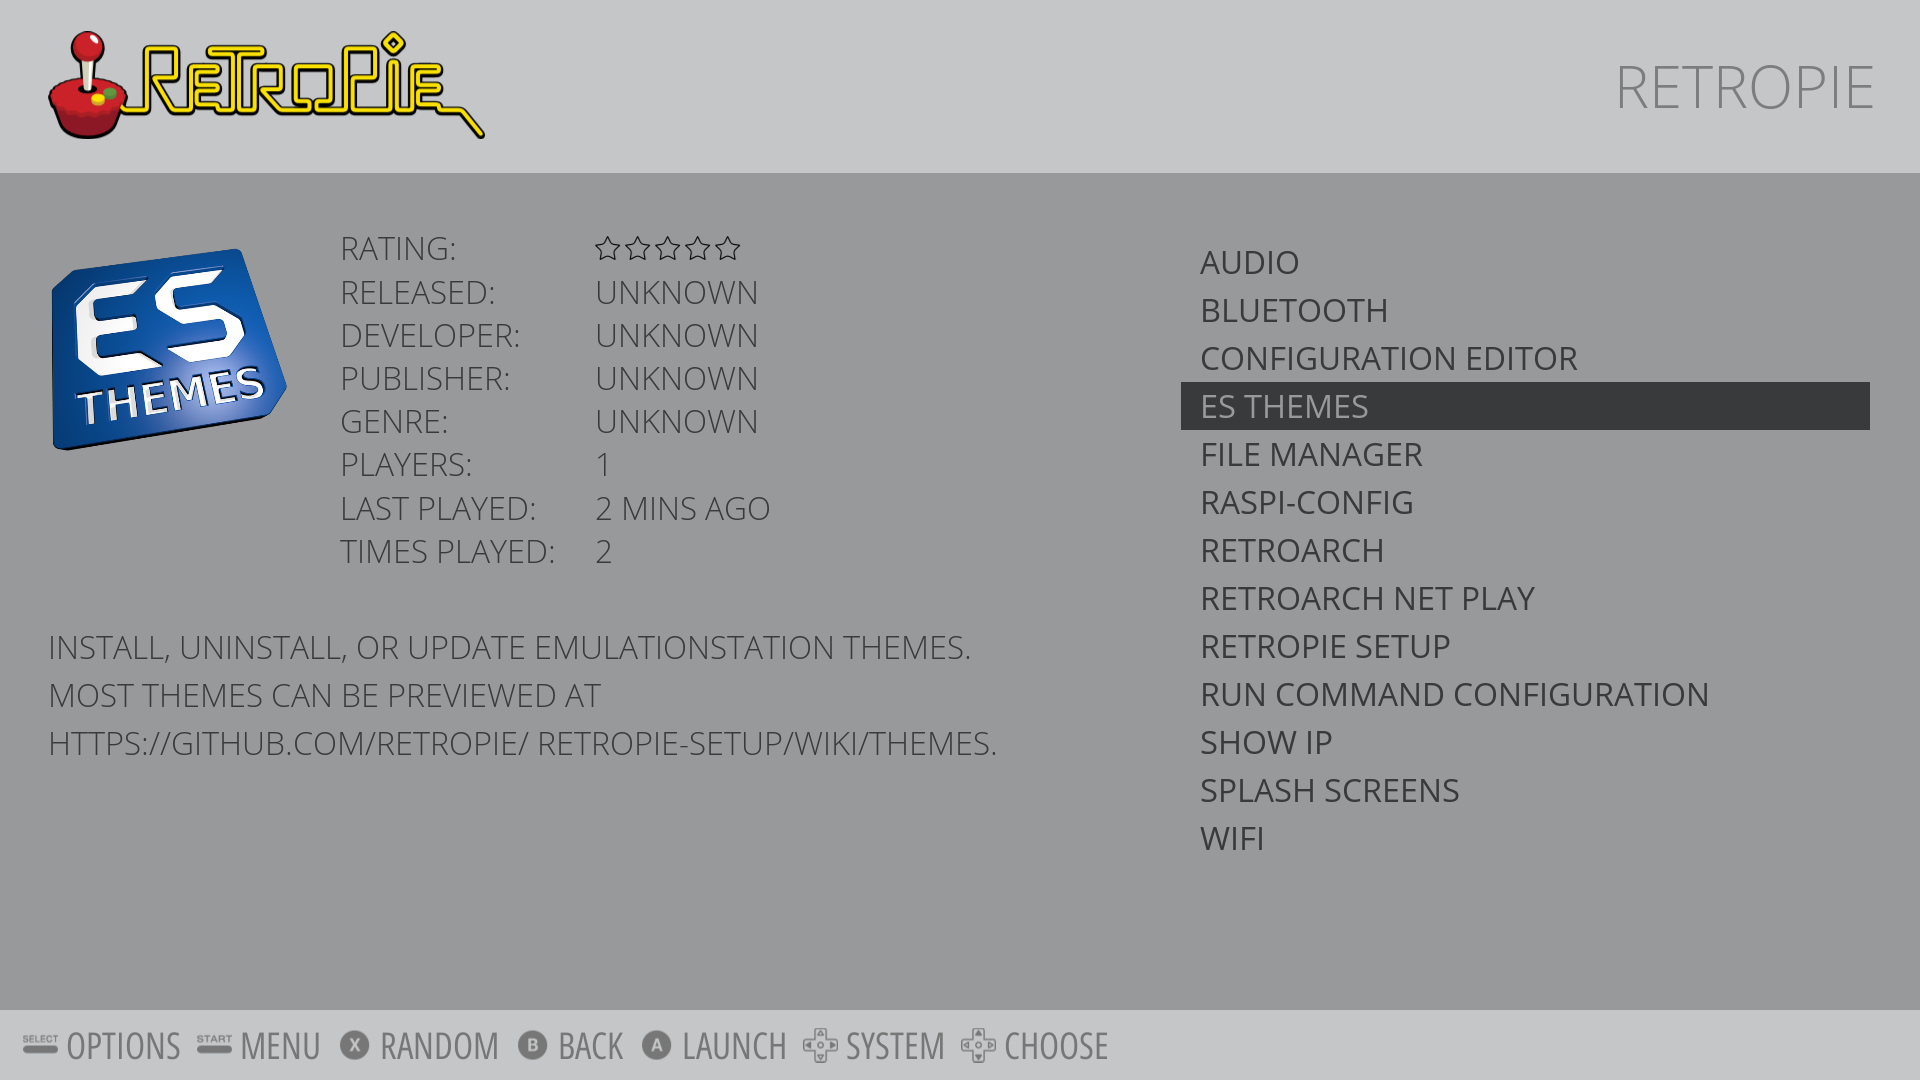 RETROPIE
RETROPIE
ES
THEMES
RATING:
RELEASED: UNKNOWN
DEVELOPER: UNKNOWN
PUBLISHER: UNKNOWN
GENRE: UNKNOWN
PLAYERS: 1
LAST PLAYED: 2 MINS AGO
TIMES PLAYED: 2
INSTALL, UNINSTALL, OR UPDATE EMULATIONSTATION THEMES.
MOST THEMES CAN BE PREVIEWED AT
HTTPS://GITHUB.COM/RETROPIE/ RETROPIE-SETUP/WIKI/THEMES.
AUDIO
BLUETOOTH
CONFIGURATION EDITOR
ES THEMES
FILE MANAGER
RASPI-CONFIG
RETROARCH
RETROARCH NET PLAY
RETROPIE SETUP
RUN COMMAND CONFIGURATION
SHOW IP
SPLASH SCREENS
WIFI
SELECT OPTIONS START MENU X RANDOM B BACK A LAUNCH SYSTEM CHOOSE